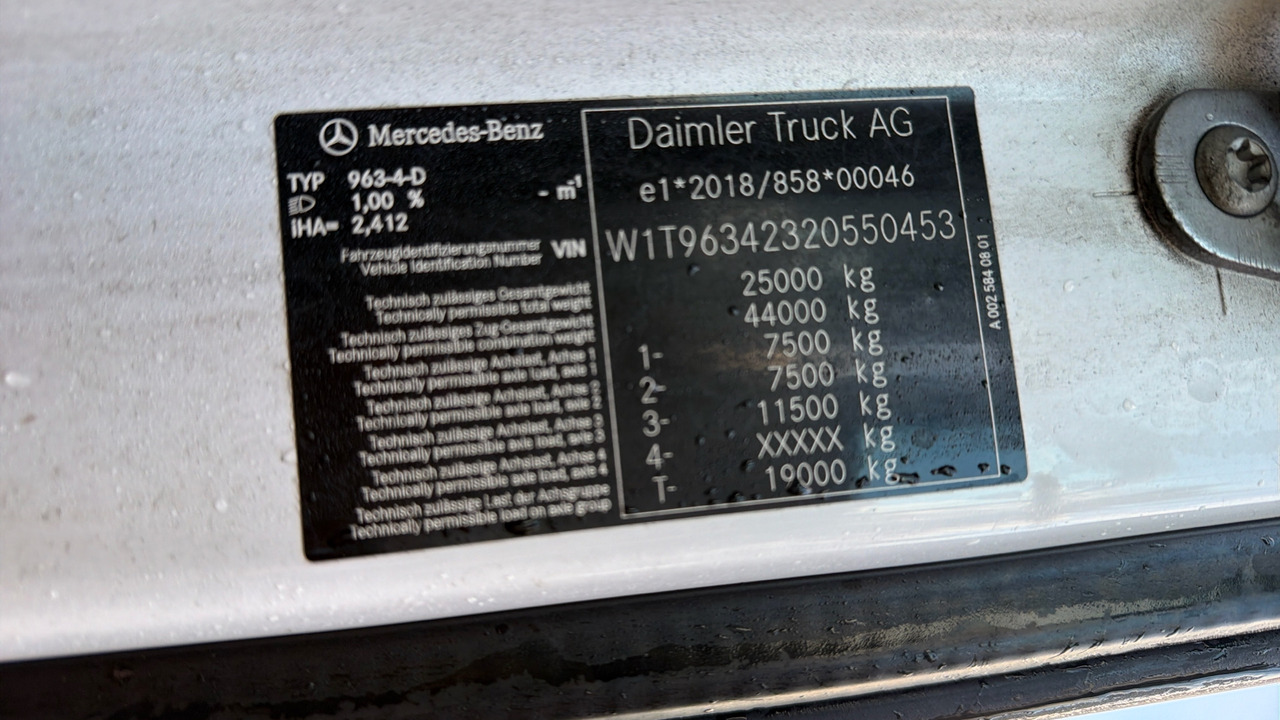 Mercedes-Benz
TYP 963-4-D
1,00 % - m⁻¹
iHA= 2,412
Fahrzeugidentifizierungsnummer
Vehicle Identification Number
VIN
Technisch zulässiges Gesamtgewicht
Technically permissible total weight
Technisch zulässiges Zug Gesamtgewicht
Technically permissible combination weight
Technisch zulässige Achslast, Achse 1
Technically permissible axle load, axle 1
Technisch zulässige Achslast, Achse 2
Technically permissible axle load, axle 2
Technisch zulässige Achslast, Achse 3
Technically permissible axle load, axle 3
Technisch zulässige Achslast, Achse 4
Technically permissible axle load, axle 4
Technisch zulässige Last der Achsgruppe
Technically permissible load on axle group
Daimler Truck AG
e1*2018/858*00046
W1T96342320550453
25000 kg
44000 kg
1- 7500 kg
2- 7500 kg
3- 11500 kg
4- XXXXX kg
T- 19000 kg
A 002 584 08 01